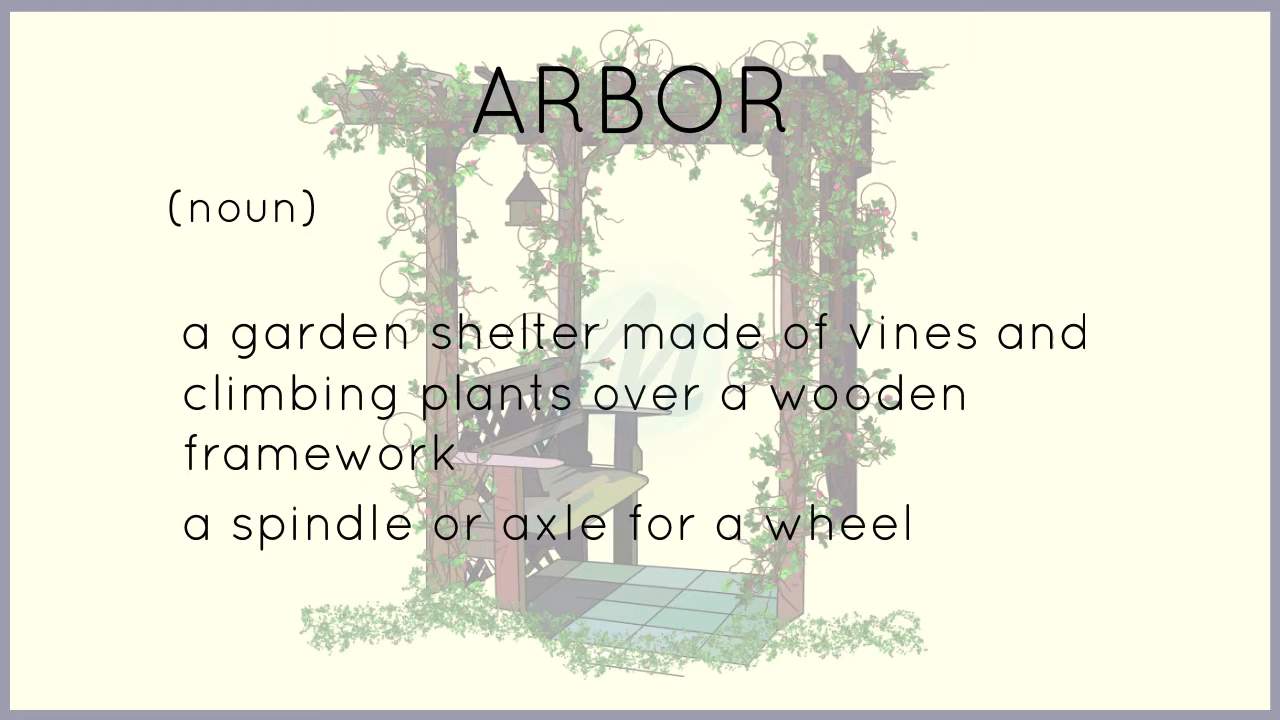 ARBOR
(noun)
a garden shelter made of vines and
climbing plants over a wooden
framework
a spindle or axle for a wheel